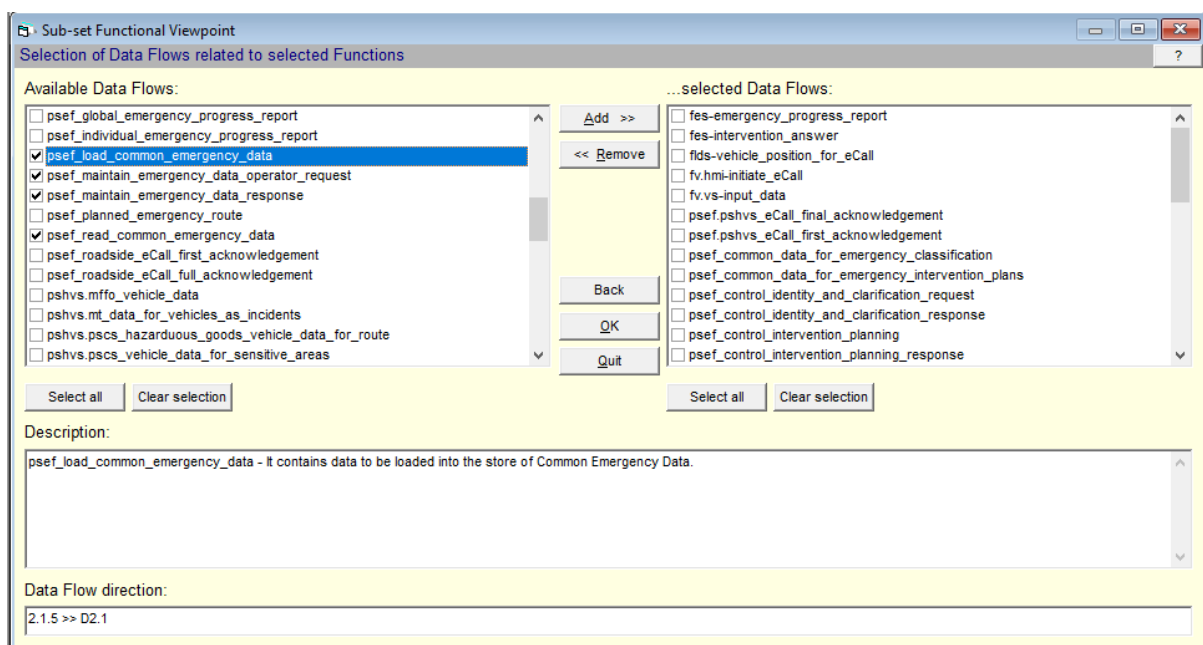 Sub-set Functional Viewpoint
Selection of Data Flows related to selected Functions
?
Available Data Flows:
psef_global_emergency_progress_report
psef_individual_emergency_progress_report
psef_load_common_emergency_data
psef_maintain_emergency_data_operator_request
psef_maintain_emergency_data_response
psef_planned_emergency_route
psef_read_common_emergency_data
psef_roadside_eCall_first_acknowledgement
psef_roadside_eCall_full_acknowledgement
pshvs.mffo_vehicle_data
pshvs.mt_data_for_vehicles_as_incidents
pshvs.pscs_hazarduous_goods_vehicle_data_for_route
pshvs.pscs_vehicle_data_for_sensitive_areas
Select all
Clear selection
Add >>
<< Remove
Back
OK
Quit
...selected Data Flows:
fes-emergency_progress_report
fes-intervention_answer
flds-vehicle_position_for_eCall
fv.hmi-initiate_eCall
fv.vs-input_data
psef.pshvs_eCall_final_acknowledgement
psef.pshvs_eCall_first_acknowledgement
psef_common_data_for_emergency_classification
psef_common_data_for_emergency_intervention_plans
psef_control_identity_and_clarification_request
psef_control_identity_and_clarification_response
psef_control_intervention_planning
psef_control_intervention_planning_response
Select all
Clear selection
Description:
psef_load_common_emergency_data - It contains data to be loaded into the store of Common Emergency Data.
Data Flow direction:
2.1.5 >> D2.1